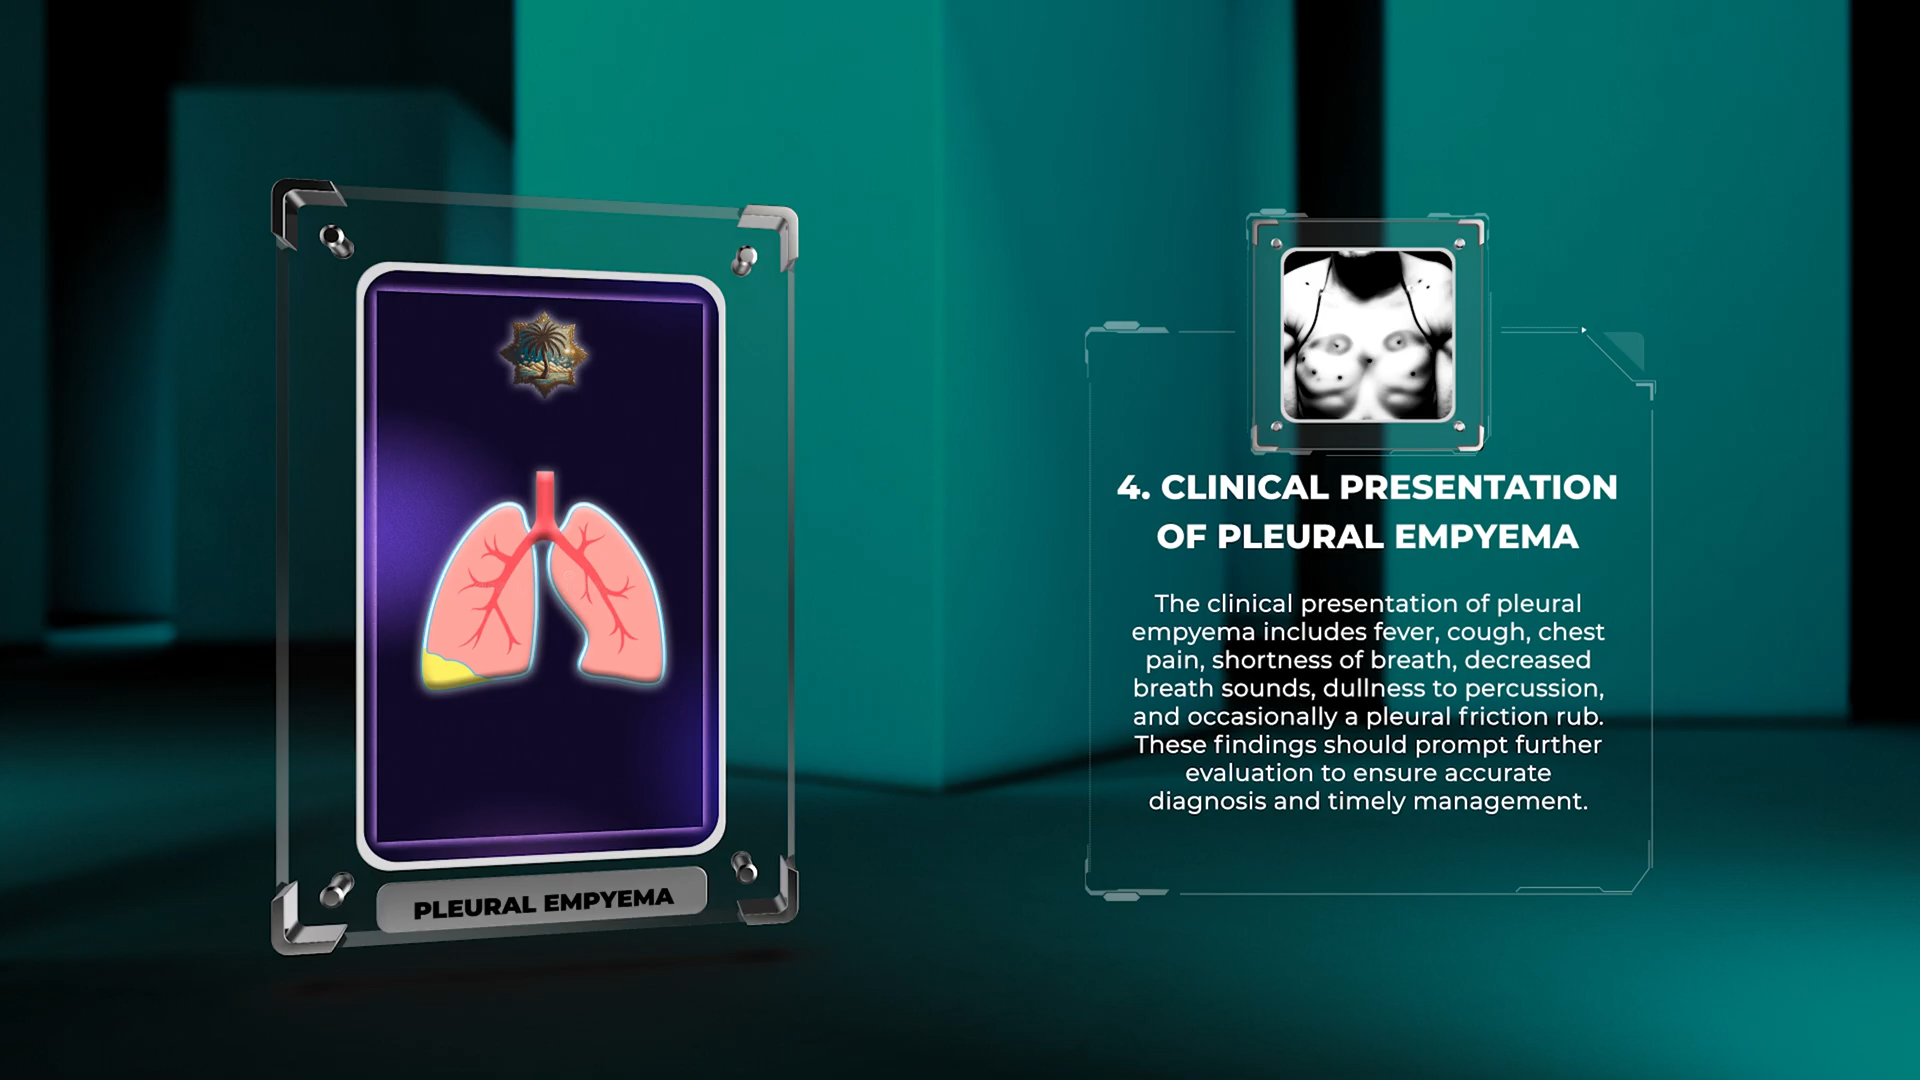 PLEURAL EMPYEMA
4. CLINICAL PRESENTATION
OF PLEURAL EMPYEMA
The clinical presentation of pleural
empyema includes fever, cough, chest
pain, shortness of breath, decreased
breath sounds, dullness to percussion,
and occasionally a pleural friction rub.
These findings should prompt further
evaluation to ensure accurate
diagnosis and timely management.